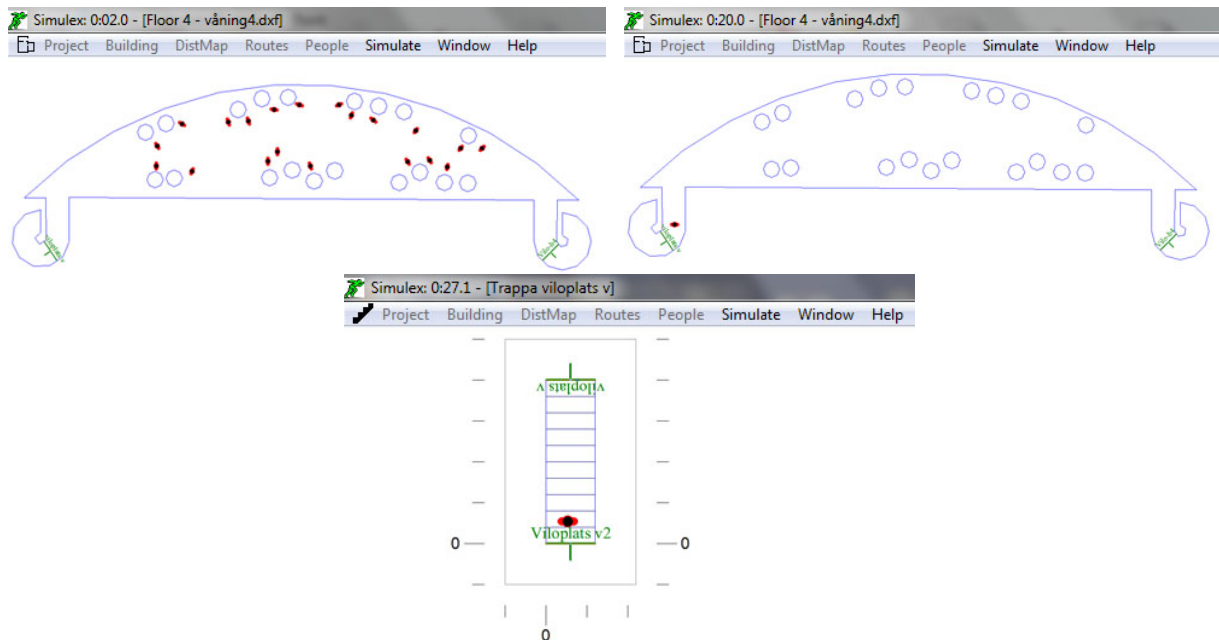 Simulex: 0:02.0 - [Floor 4 - våning4.dxf]
Project Building DistMap Routes People Simulate Window Help
Simulex: 0:20.0 - [Floor 4 - våning4.dxf]
Project Building DistMap Routes People Simulate Window Help
Simulex: 0:27.1 - [Trappa viloplats v]
Project Building DistMap Routes People Simulate Window Help
viloplats v
Viloplats v2
0
0
0